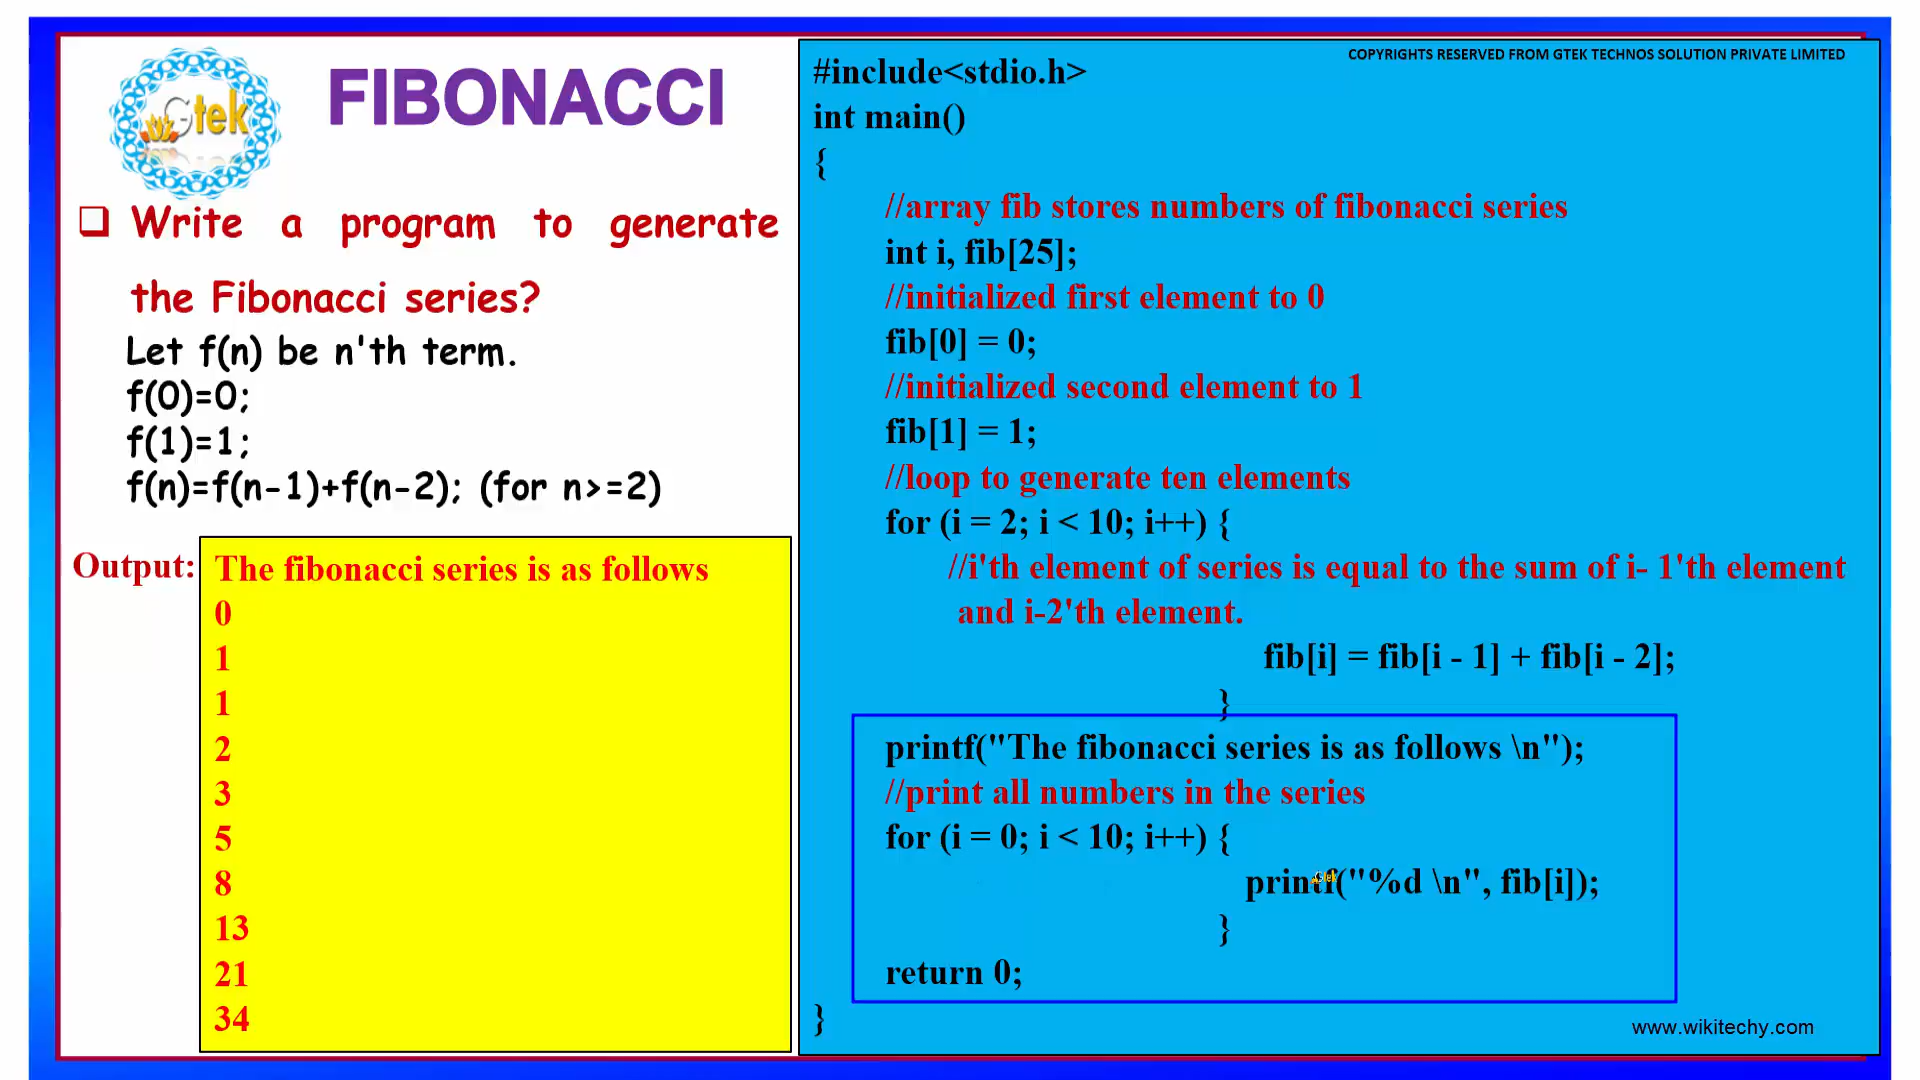 Gtek
FIBONACCI
❑ Write a program to generate
the Fibonacci series?
Let f(n) be n'th term.
f(0)=0;
f(1)=1;
f(n)=f(n-1)+f(n-2); (for n>=2)
Output:
The fibonacci series is as follows
0
1
1
2
3
5
8
13
21
34
COPYRIGHTS RESERVED FROM GTEK TECHNOS SOLUTION PRIVATE LIMITED
#include<stdio.h>
int main()
{
//array fib stores numbers of fibonacci series
int i, fib[25];
//initialized first element to 0
fib[0] = 0;
//initialized second element to 1
fib[1] = 1;
//loop to generate ten elements
for (i = 2; i < 10; i++) {
//i'th element of series is equal to the sum of i- 1'th element
and i-2'th element.
fib[i] = fib[i - 1] + fib[i - 2];
}
printf("The fibonacci series is as follows \n");
//print all numbers in the series
for (i = 0; i < 10; i++) {
printf("%d \n", fib[i]);
}
return 0;
}
www.wikitechy.com